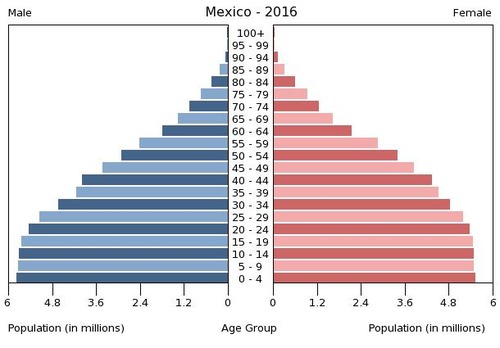 Male Mexico - 2016 Female
100+
95 - 99
90 - 94
85 - 89
80 - 84
75 - 79
70 - 74
65 - 69
60 - 64
55 - 59
50 - 54
45 - 49
40 - 44
35 - 39
30 - 34
25 - 29
20 - 24
15 - 19
10 - 14
5 - 9
0 - 4
6 4.8 3.6 2.4 1.2 0 0 1.2 2.4 3.6 4.8 6
Population (in millions) Age Group Population (in millions)